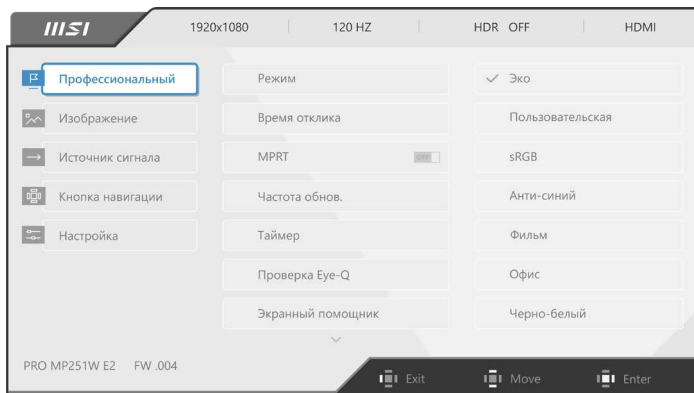 msi 1920x1080 120 HZ HDR OFF HDMI
Профессиональный Режим Эко
Изображение Время отклика Пользовательская
Источник сигнала MPRT OFF sRGB
Кнопка навигации Частота обнов. Анти-синий
Настройка Таймер Фильм
Проверка Eye-Q Офис
Экранный помощник Черно-белый
PRO MP251W E2 FW .004 Exit Move Enter